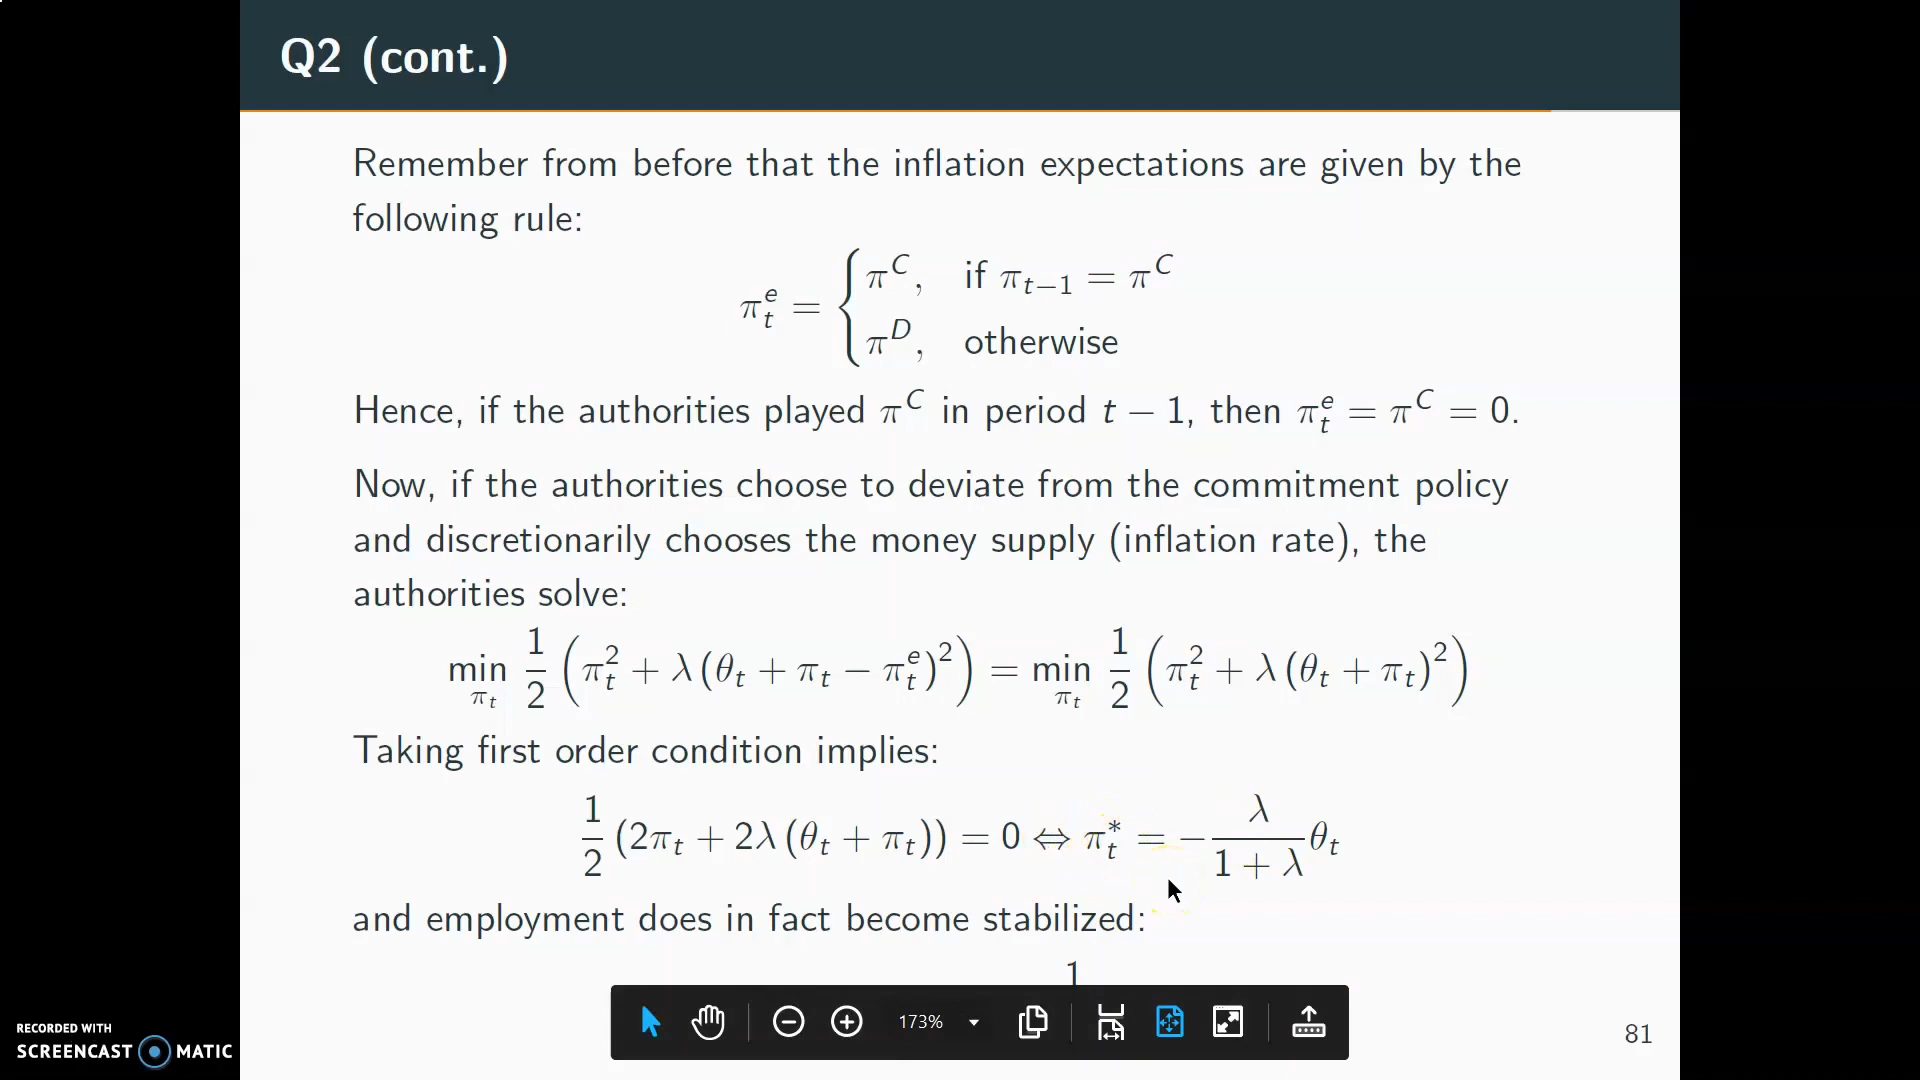 Q2 (cont.)
Remember from before that the inflation expectations are given by the
following rule:
π_t^e = { π^C, if π_{t−1} = π^C
π^D, otherwise
Hence, if the authorities played π^C in period t − 1, then π_t^e = π^C = 0.
Now, if the authorities choose to deviate from the commitment policy
and discretionarily chooses the money supply (inflation rate), the
authorities solve:
min_{π_t} 1/2 (π_t^2 + λ (θ_t + π_t − π_t^e)^2) = min_{π_t} 1/2 (π_t^2 + λ (θ_t + π_t)^2)
Taking first order condition implies:
1/2 (2π_t + 2λ (θ_t + π_t)) = 0 ⇔ π_t^* = − λ/(1 + λ) θ_t
and employment does in fact become stabilized:
1
173%
81
RECORDED WITH
SCREENCAST MATIC